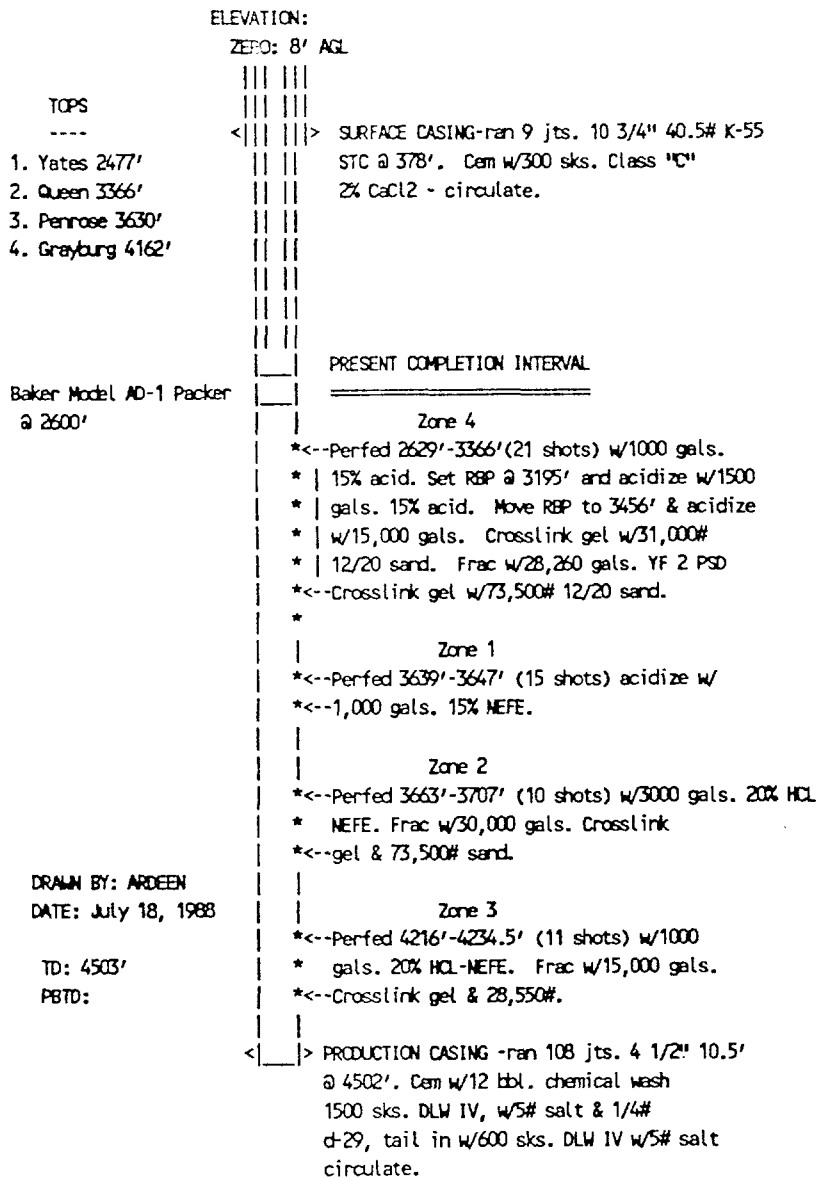 ELEVATION:
ZERO: 8' AGL
TOPS
----
1. Yates 2477'
2. Queen 3366'
3. Penrose 3630'
4. Grayburg 4162'
SURFACE CASING-ran 9 jts. 10 3/4" 40.5# K-55
STC @ 378'. Cem w/300 sks. Class "C"
2% CaCl2 - circulate.
PRESENT COMPLETION INTERVAL
Baker Model AD-1 Packer
@ 2600'
Zone 4
*<--Perfed 2629'-3366'(21 shots) w/1000 gals.
* | 15% acid. Set RBP @ 3195' and acidize w/1500
* | gals. 15% acid. Move RBP to 3456' & acidize
* | w/15,000 gals. Crosslink gel w/31,000#
* | 12/20 sand. Frac w/28,260 gals. YF 2 PSD
*<--Crosslink gel w/73,500# 12/20 sand.
*
Zone 1
*<--Perfed 3639'-3647' (15 shots) acidize w/
*<--1,000 gals. 15% NEFE.
Zone 2
*<--Perfed 3663'-3707' (10 shots) w/3000 gals. 20% HCL
* NEFE. Frac w/30,000 gals. Crosslink
*<--gel & 73,500# sand.
DRAWN BY: ARDEEN
DATE: July 18, 1988
TD: 4503'
PBTD:
Zone 3
*<--Perfed 4216'-4234.5' (11 shots) w/1000
* gals. 20% HCL-NEFE. Frac w/15,000 gals.
*<--Crosslink gel & 28,550#.
PRODUCTION CASING -ran 108 jts. 4 1/2" 10.5'
@ 4502'. Cem w/12 bbl. chemical wash
1500 sks. DLW IV, w/5# salt & 1/4#
d-29, tail in w/600 sks. DLW IV w/5# salt
circulate.